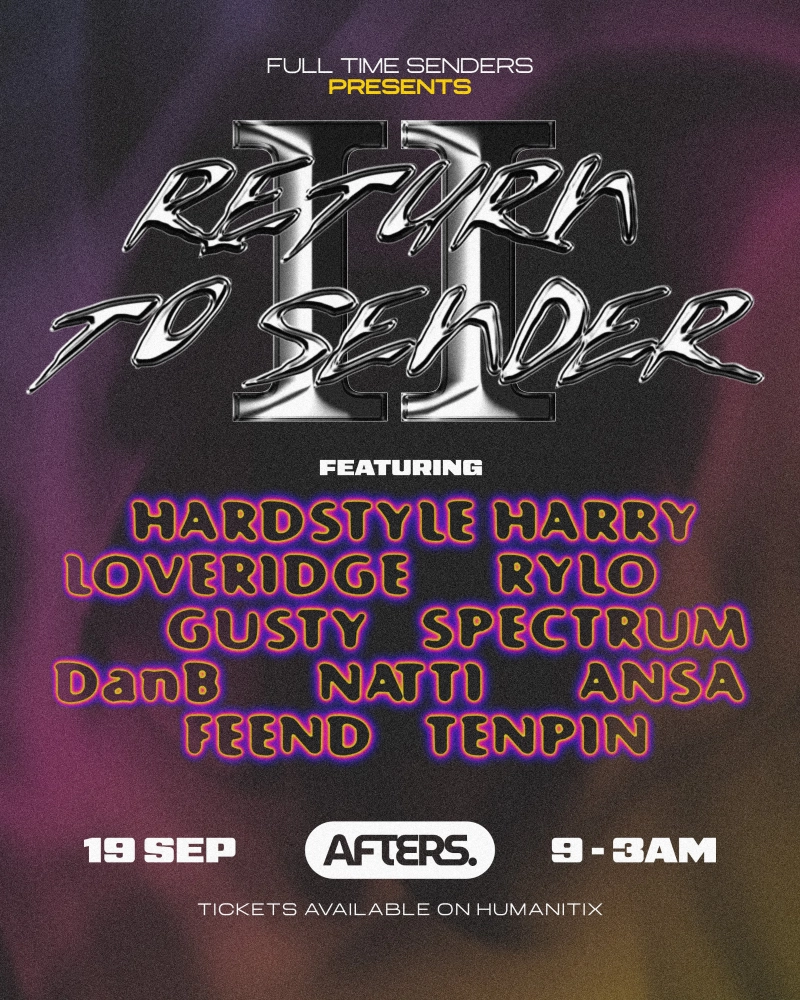 FULL TIME SENDERS
PRESENTS
II
RETURN
TO SENDER
FEATURING
HARDSTYLE HARRY
LOVERIDGE RYLO
GUSTY SPECTRUM
DanB NATTI ANSA
FEEND TENPIN
19 SEP AFTERS. 9 - 3AM
TICKETS AVAILABLE ON HUMANITIX